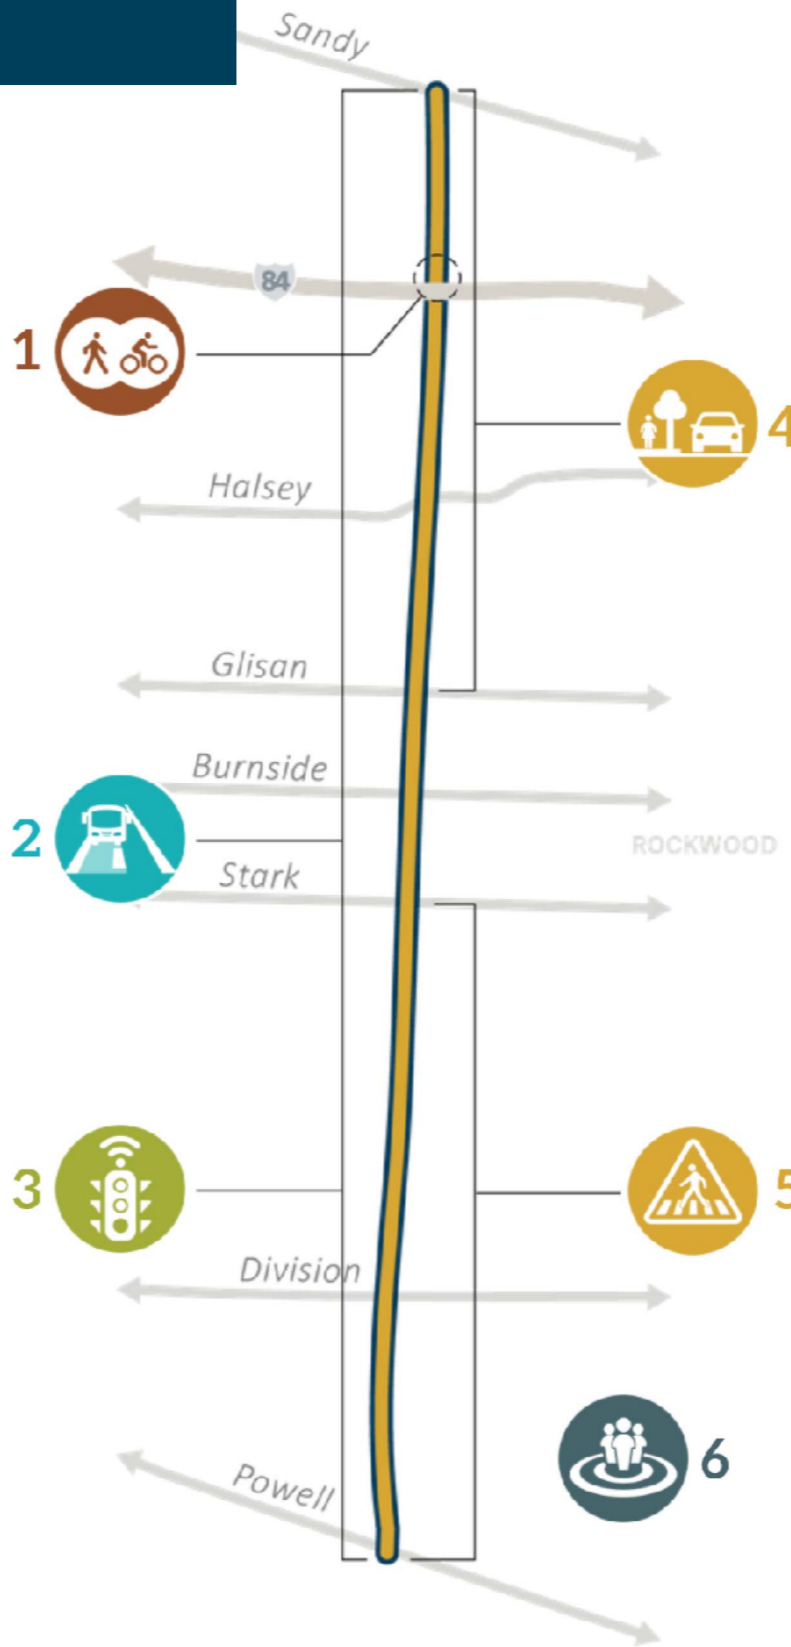 Sandy
84
1
4
Halsey
Glisan
Burnside
2
ROCKWOOD
Stark
3
5
Division
6
Powell